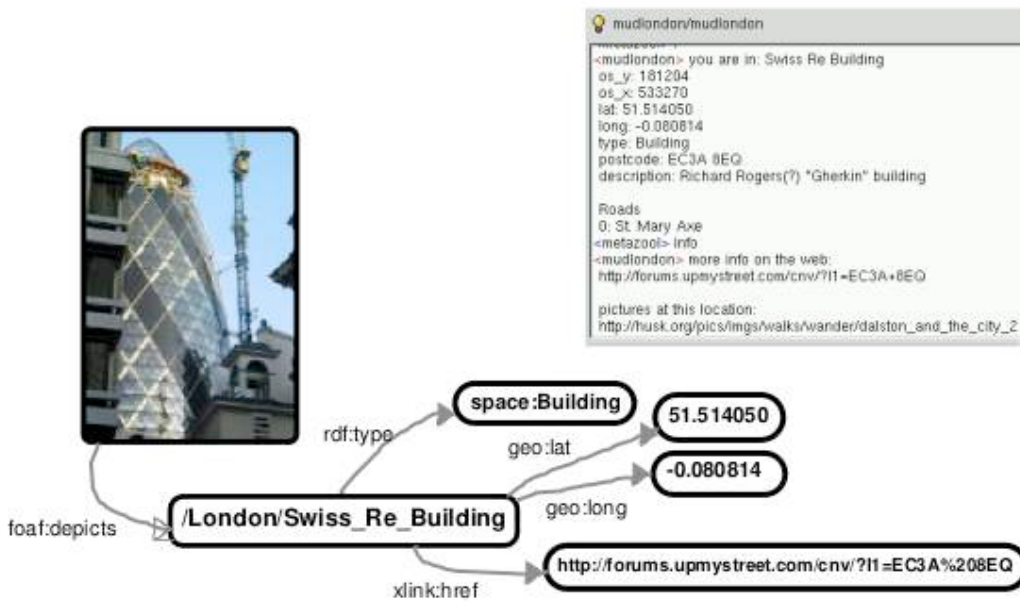 mudlondon/mudlondon
<mudlondon> you are in: Swiss Re Building
os_y: 181204
os_x: 533270
lat: 51.514050
long: -0.080814
type: Building
postcode: EC3A 8EQ
description: Richard Rogers(?) "Gherkin" building
Roads
0: St. Mary Axe
<metazool> info
<mudlondon> more info on the web:
http://forums.upmystreet.com/cnv/?l1=EC3A+8EQ
pictures at this location:
http://husk.org/pics/imgs/walks/wander/dalston_and_the_city_2
space:Building
51.514050
rdf:type
geo:lat
-0.080814
geo:long
/London/Swiss_Re_Building
foaf:depicts
http://forums.upmystreet.com/cnv/?l1=EC3A%208EQ
xlink:href